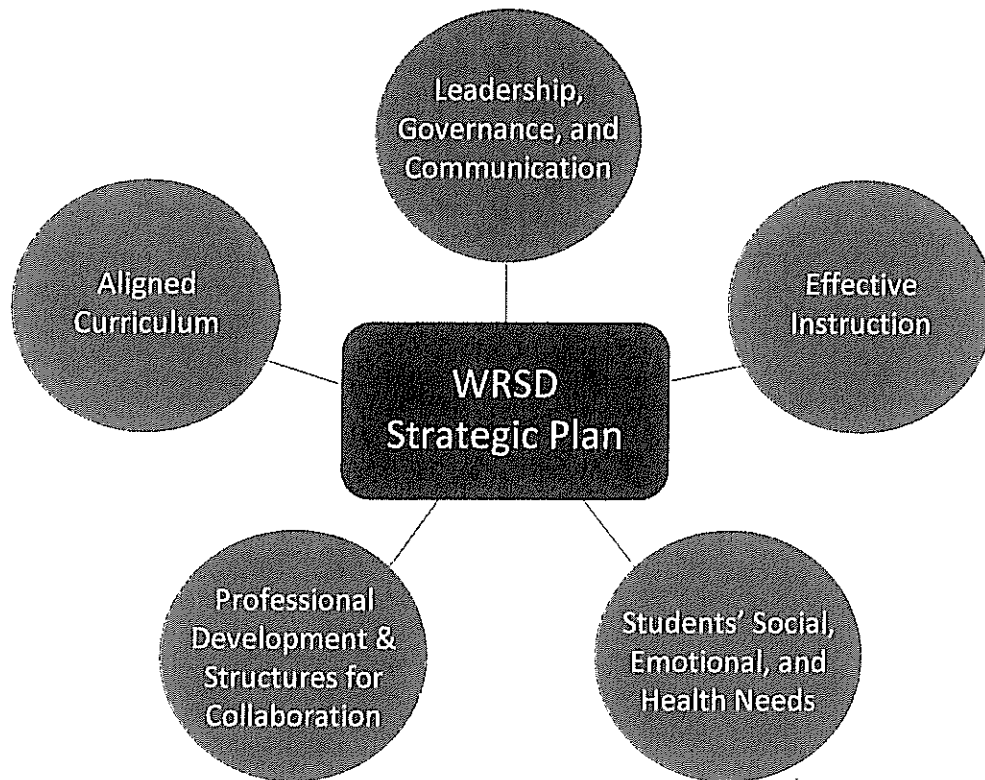 Leadership,
Governance, and
Communication
Aligned
Curriculum
Effective
Instruction
WRSD
Strategic Plan
Professional
Development &
Structures for
Collaboration
Students' Social,
Emotional, and
Health Needs